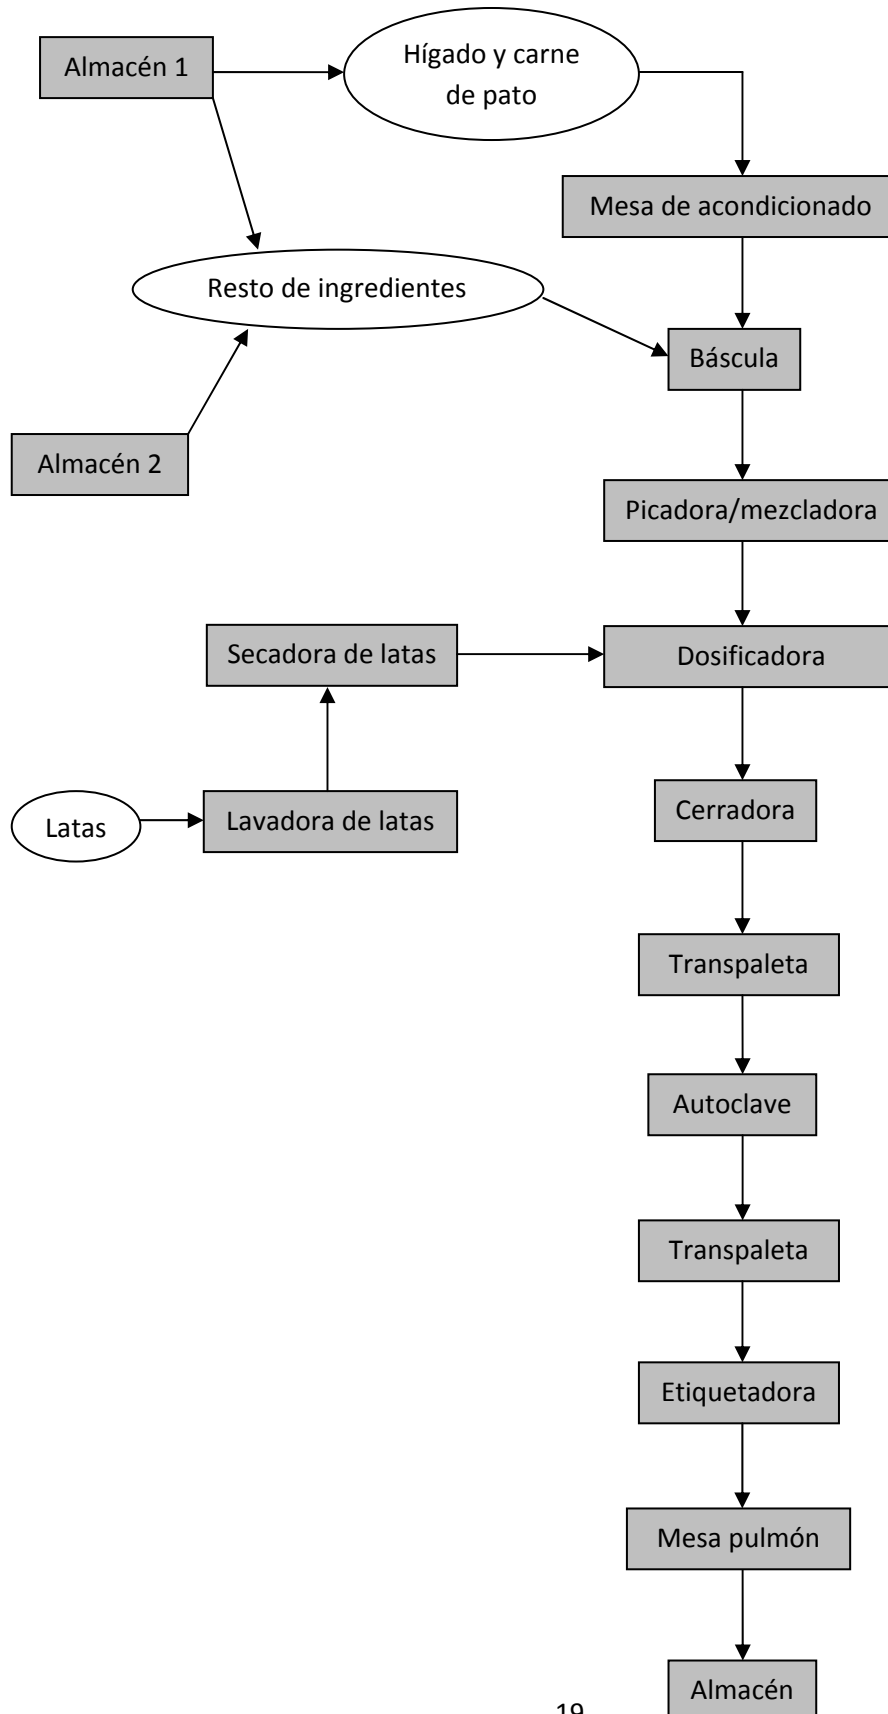 Almacén 1
Hígado y carne
de pato
Mesa de acondicionado
Resto de ingredientes
Báscula
Almacén 2
Picadora/mezcladora
Secadora de latas
Dosificadora
Latas
Lavadora de latas
Cerradora
Transpaleta
Autoclave
Transpaleta
Etiquetadora
Mesa pulmón
Almacén
19